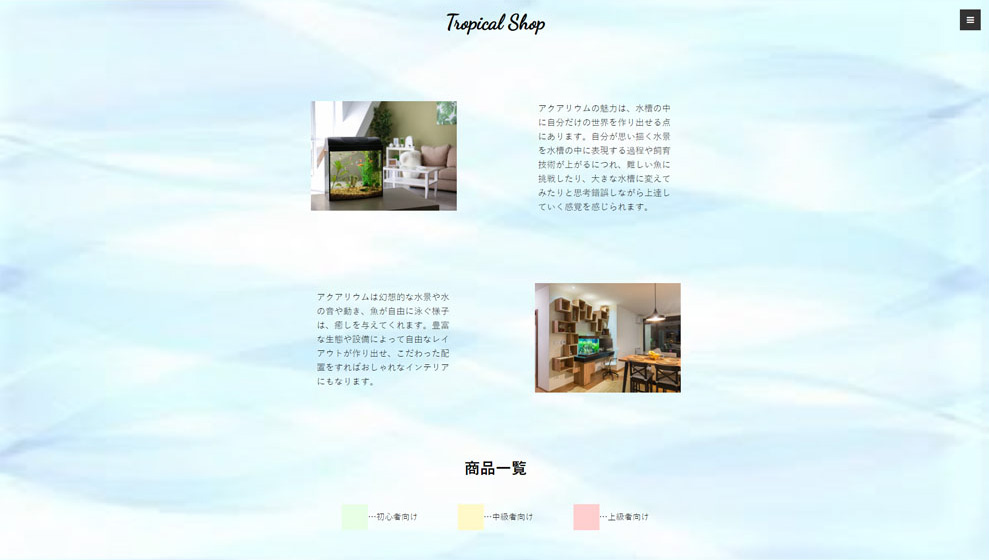 Tropical Shop
アクアリウムの魅力は、水槽の中
に自分だけの世界を作り出せる点
にあります。自分が思い描く水景
を水槽の中に表現する過程や飼育
技術が上がるにつれ、難しい魚に
挑戦したり、大きな水槽に変えて
みたりと思考錯誤しながら上達し
ていく感覚を感じられます。
アクアリウムは幻想的な水景や水
の音や動き、魚が自由に泳ぐ様子
は、癒しを与えてくれます。豊富
な生態や設備によって自由なレイ
アウトが作り出せ、こだわった配
置をすればおしゃれなインテリア
にもなります。
商品一覧
…初心者向け
…中級者向け
…上級者向け